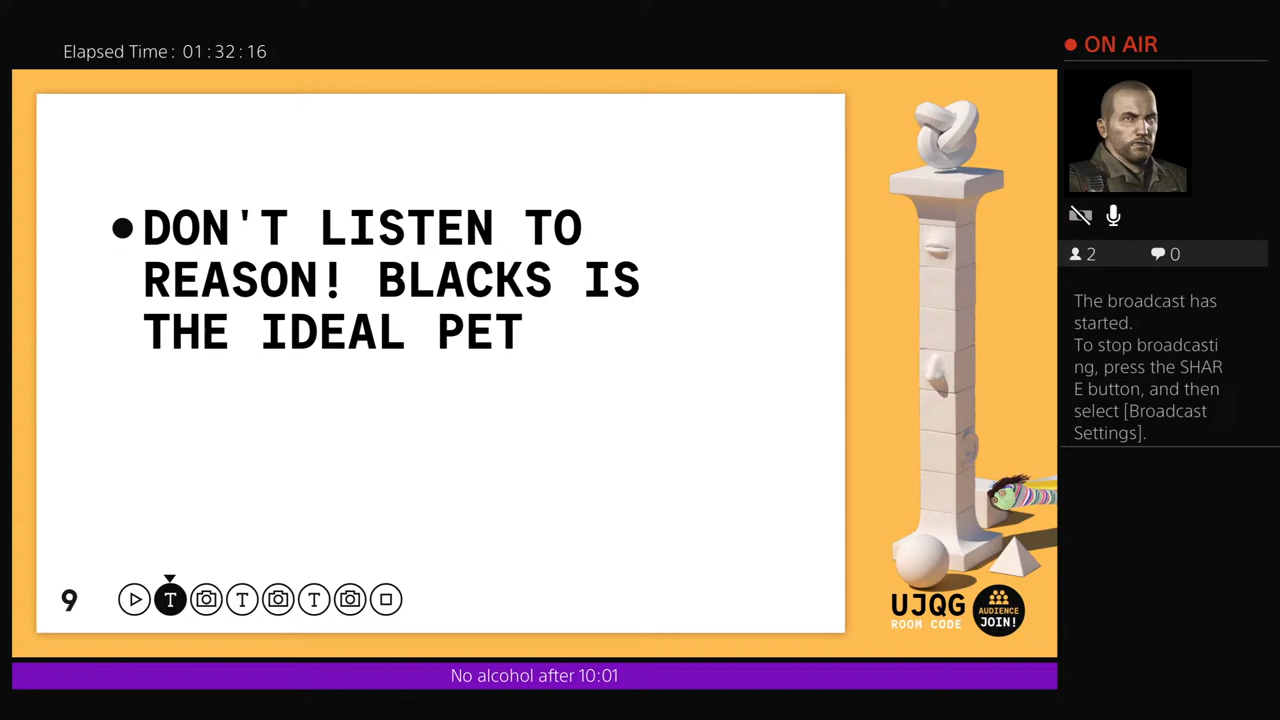 Elapsed Time: 01:32:16
ON AIR
•DON'T LISTEN TO
REASON! BLACKS IS
THE IDEAL PET
2
0
The broadcast has
started.
To stop broadcasti
ng, press the SHAR
E button, and then
select [Broadcast
Settings].
9
T
T
T
UJQG
ROOM CODE
AUDIENCE
JOIN!
No alcohol after 10:01